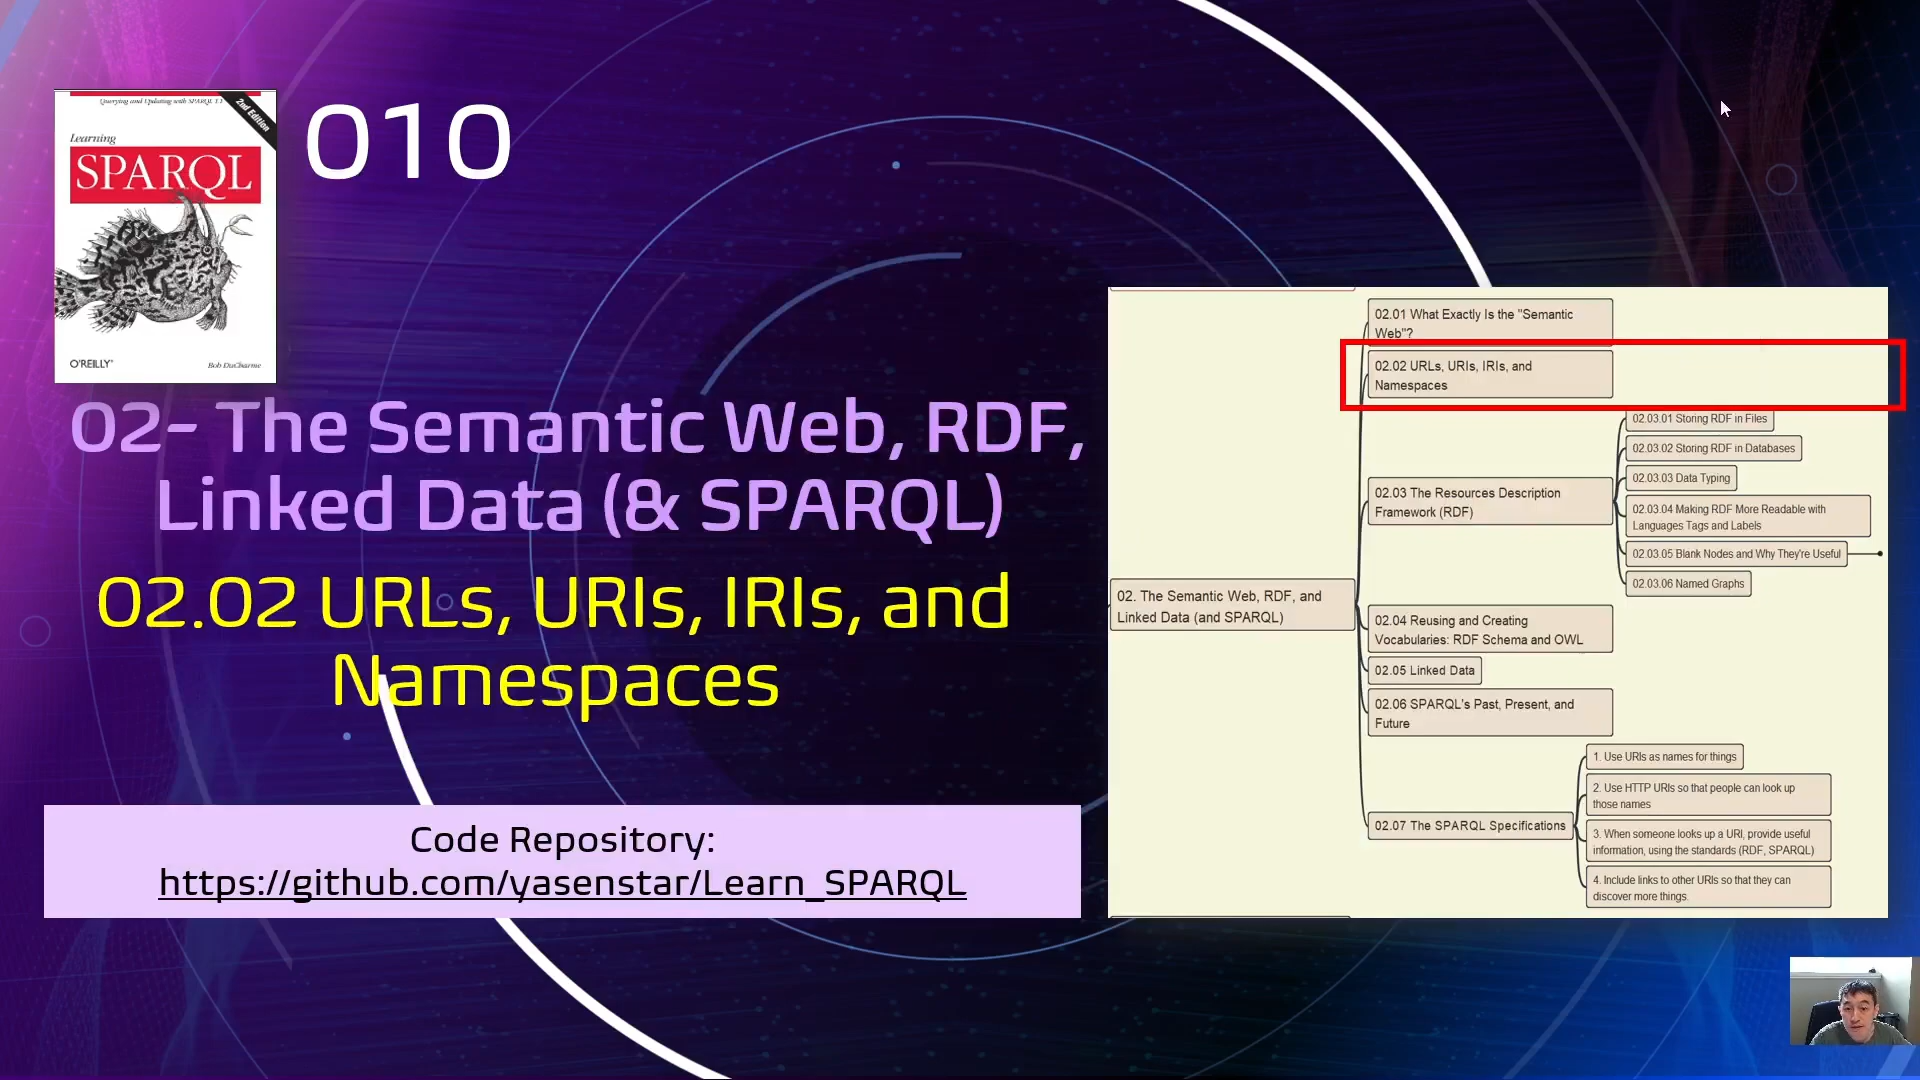 Querying and Updating with SPARQL 1.1
2nd Edition
Learning
SPARQL
O'REILLY®
Bob DuCharme
010
02- The Semantic Web, RDF,
Linked Data (& SPARQL)
02.02 URLs, URIs, IRIs, and
Namespaces
Code Repository:
https://github.com/yasenstar/Learn_SPARQL
02. The Semantic Web, RDF, and
Linked Data (and SPARQL)
02.01 What Exactly Is the "Semantic
Web"?
02.02 URLs, URIs, IRIs, and
Namespaces
02.03 The Resources Description
Framework (RDF)
02.03.01 Storing RDF in Files
02.03.02 Storing RDF in Databases
02.03.03 Data Typing
02.03.04 Making RDF More Readable with
Languages Tags and Labels
02.03.05 Blank Nodes and Why They're Useful
02.03.06 Named Graphs
02.04 Reusing and Creating
Vocabularies: RDF Schema and OWL
02.05 Linked Data
02.06 SPARQL's Past, Present, and
Future
02.07 The SPARQL Specifications
1. Use URIs as names for things
2. Use HTTP URIs so that people can look up
those names
3. When someone looks up a URI, provide useful
information, using the standards (RDF, SPARQL)
4. Include links to other URIs so that they can
discover more things.